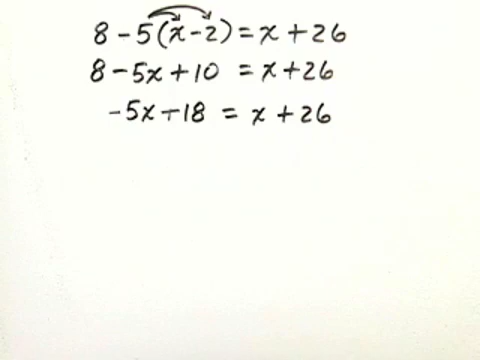 8 - 5(x - 2) = x + 26
8 - 5x + 10 = x + 26
-5x + 18 = x + 26